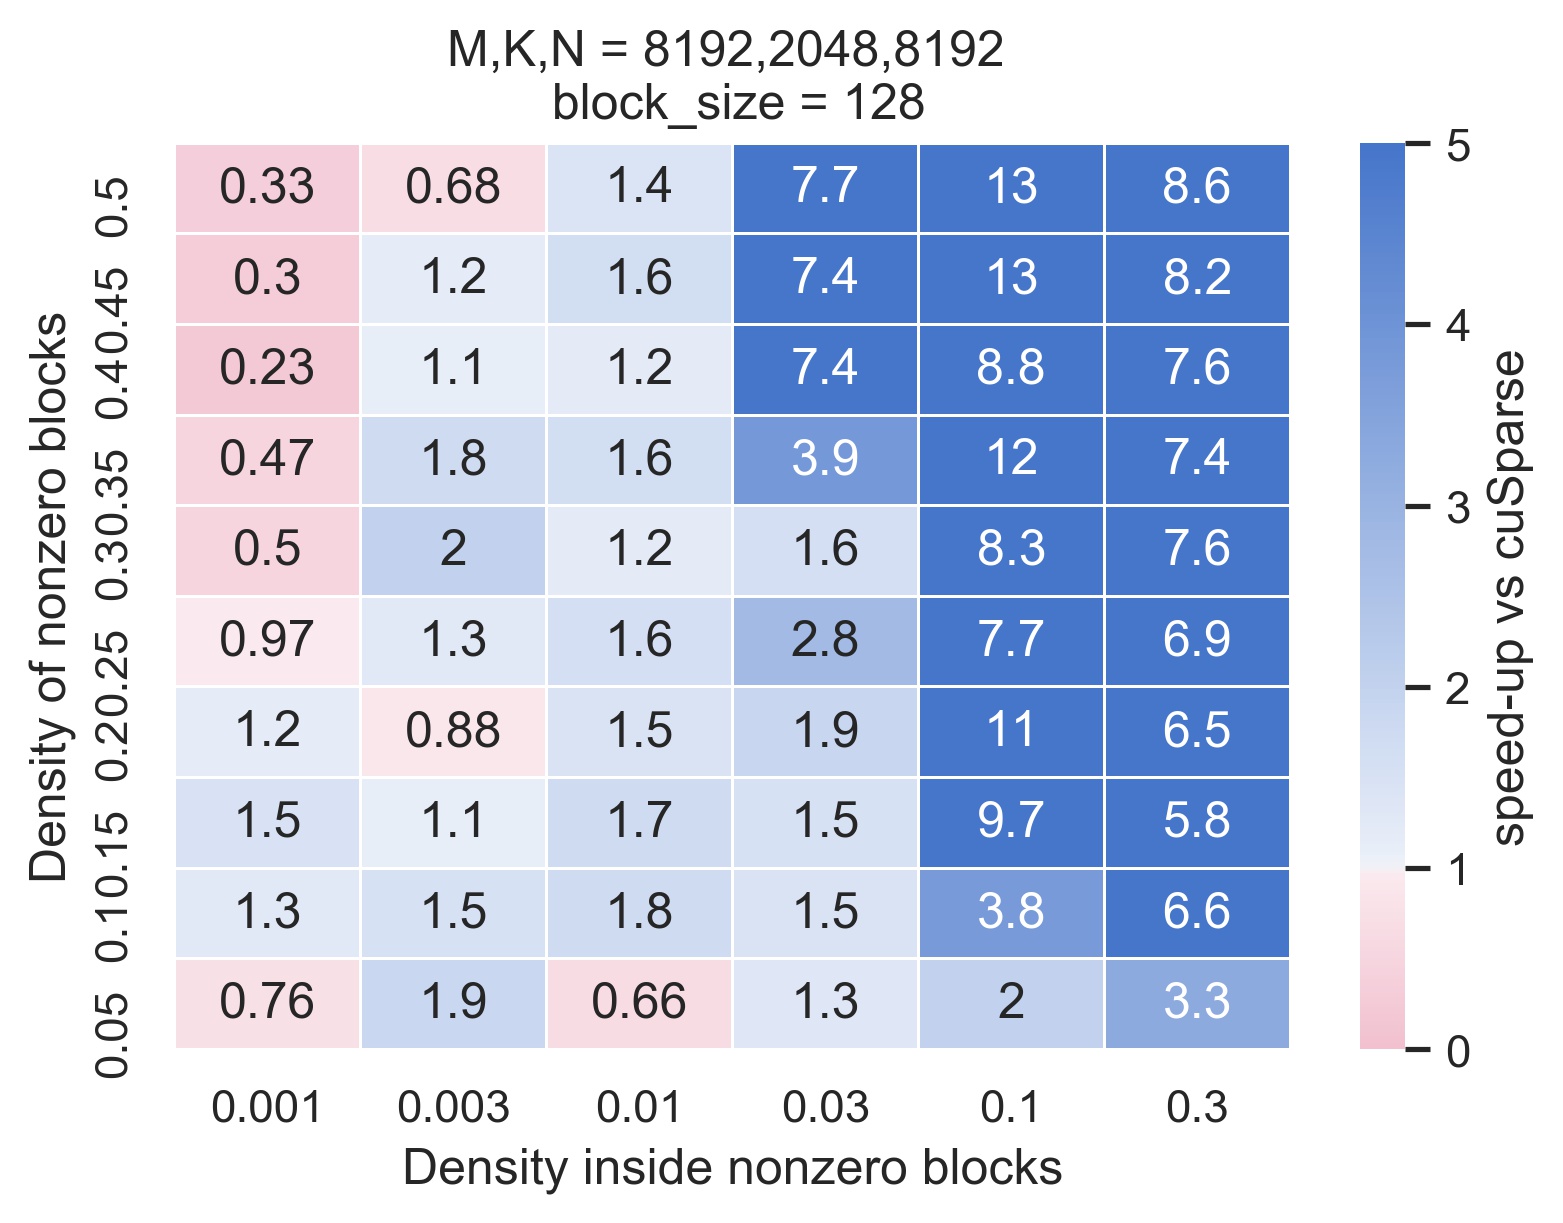 M,K,N = 8192,2048,8192
block_size = 128
Density of nonzero blocks
0.5 0.33 0.68 1.4 7.7 13 8.6
0.45 0.3 1.2 1.6 7.4 13 8.2
0.4 0.23 1.1 1.2 7.4 8.8 7.6
0.35 0.47 1.8 1.6 3.9 12 7.4
0.30 0.5 2 1.2 1.6 8.3 7.6
0.25 0.97 1.3 1.6 2.8 7.7 6.9
0.20 1.2 0.88 1.5 1.9 11 6.5
0.15 1.5 1.1 1.7 1.5 9.7 5.8
0.10 1.3 1.5 1.8 1.5 3.8 6.6
0.05 0.76 1.9 0.66 1.3 2 3.3
0.001 0.003 0.01 0.03 0.1 0.3
Density inside nonzero blocks
5
4
3
2
1
0
speed-up vs cuSparse